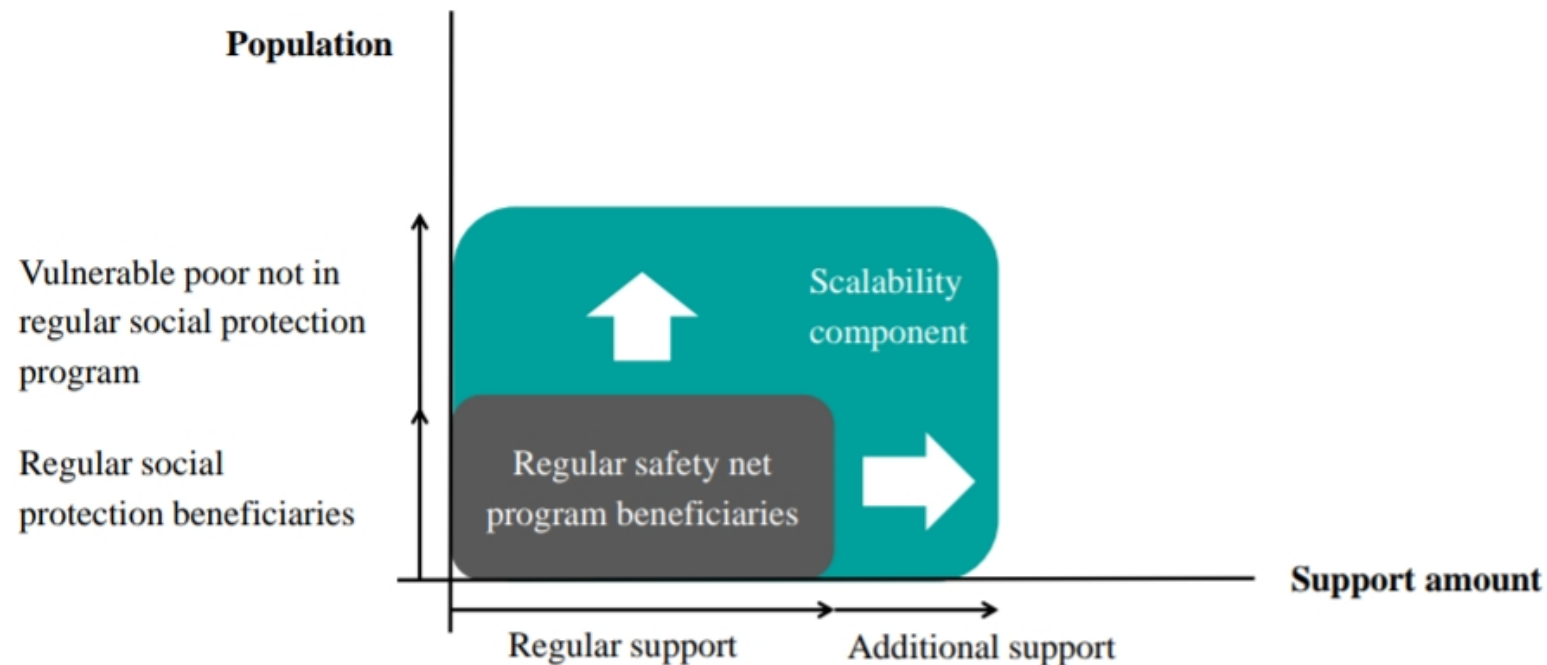 Population
Vulnerable poor not in
regular social protection
program
Scalability
component
Regular social
protection beneficiaries
Regular safety net
program beneficiaries
Support amount
Regular support
Additional support